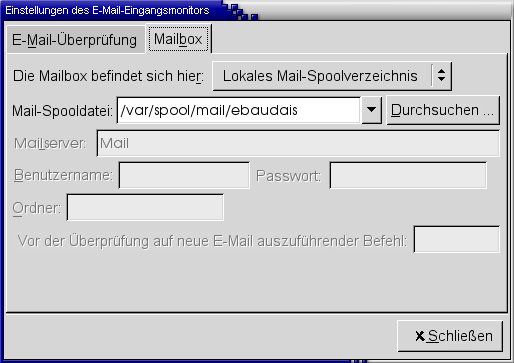 Einstellungen des E-Mail-Eingangsmonitors
E-Mail-Überprüfung Mailbox
Die Mailbox befindet sich hier: Lokales Mail-Spoolverzeichnis
Mail-Spooldatei: /var/spool/mail/ebaudais Durchsuchen ...
Mailserver: Mail
Benutzername: Passwort:
Ordner:
Vor der Überprüfung auf neue E-Mail auszuführender Befehl:
Schließen